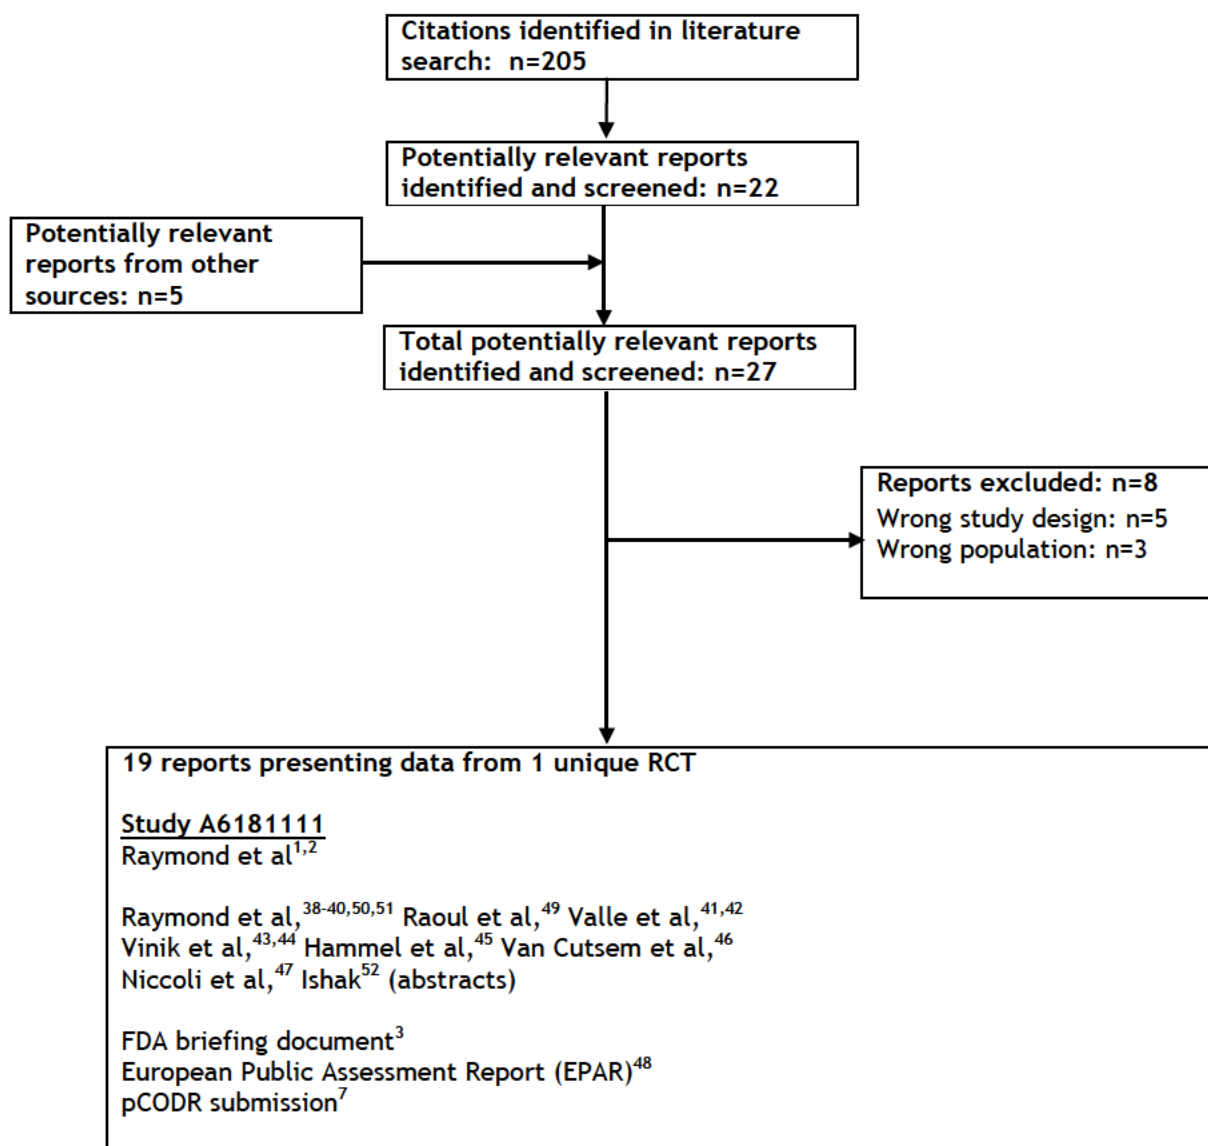 Citations identified in literature
search:  n=205
Potentially relevant reports
identified and screened: n=22
Potentially relevant
reports from other
sources: n=5
Total potentially relevant reports
identified and screened: n=27
Reports excluded: n=8
Wrong study design: n=5
Wrong population: n=3
19 reports presenting data from 1 unique RCT
Study A6181111
Raymond et al1,2
Raymond et al,38-40,50,51 Raoul et al,49 Valle et al,41,42
Vinik et al,43,44 Hammel et al,45 Van Cutsem et al,46
Niccoli et al,47 Ishak52 (abstracts)
FDA briefing document3
European Public Assessment Report (EPAR)48
pCODR submission7